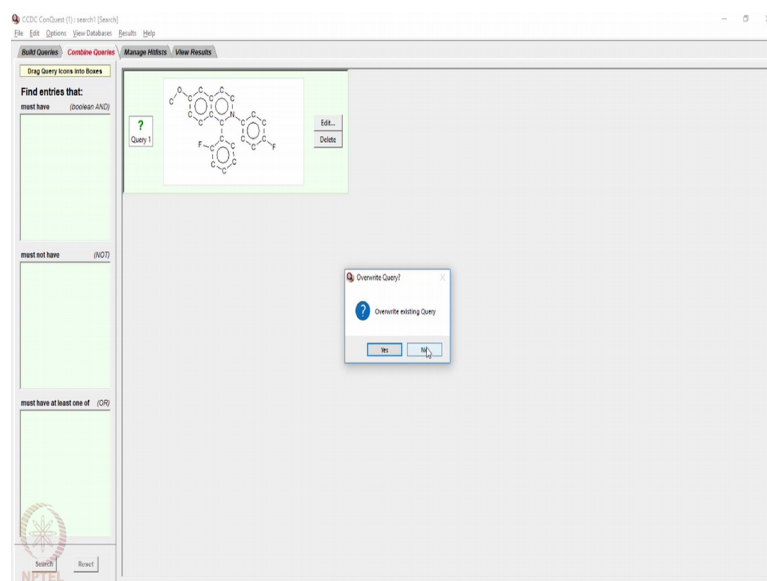 CCDC ConQuest (1) : search1 [Search]
File Edit Options View Databases Results Help
Build Queries Combine Queries Manage Hitlists View Results
Drag Query Icons Into Boxes
Find entries that:
must have (boolean AND)
?
Query 1
O
C
C C C
C C C
C C N
C C
C C C
C C
C F
F C C
C C
C C
C
Edit...
Delete
must not have (NOT)
Overwrite Query?
?
Overwrite existing Query
Yes No
must have at least one of (OR)
Search Reset
NPTEL